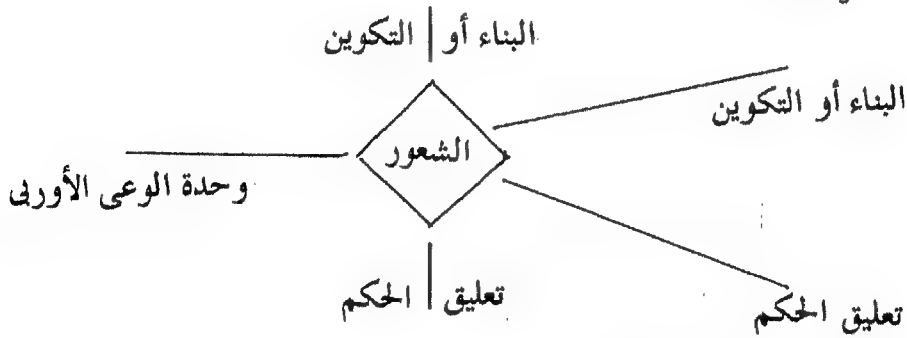 البناء أو | التكوين
البناء أو التكوين
الشعور
وحدة الوعى الأوربى
تعليق | الحكم
تعليق الحكم